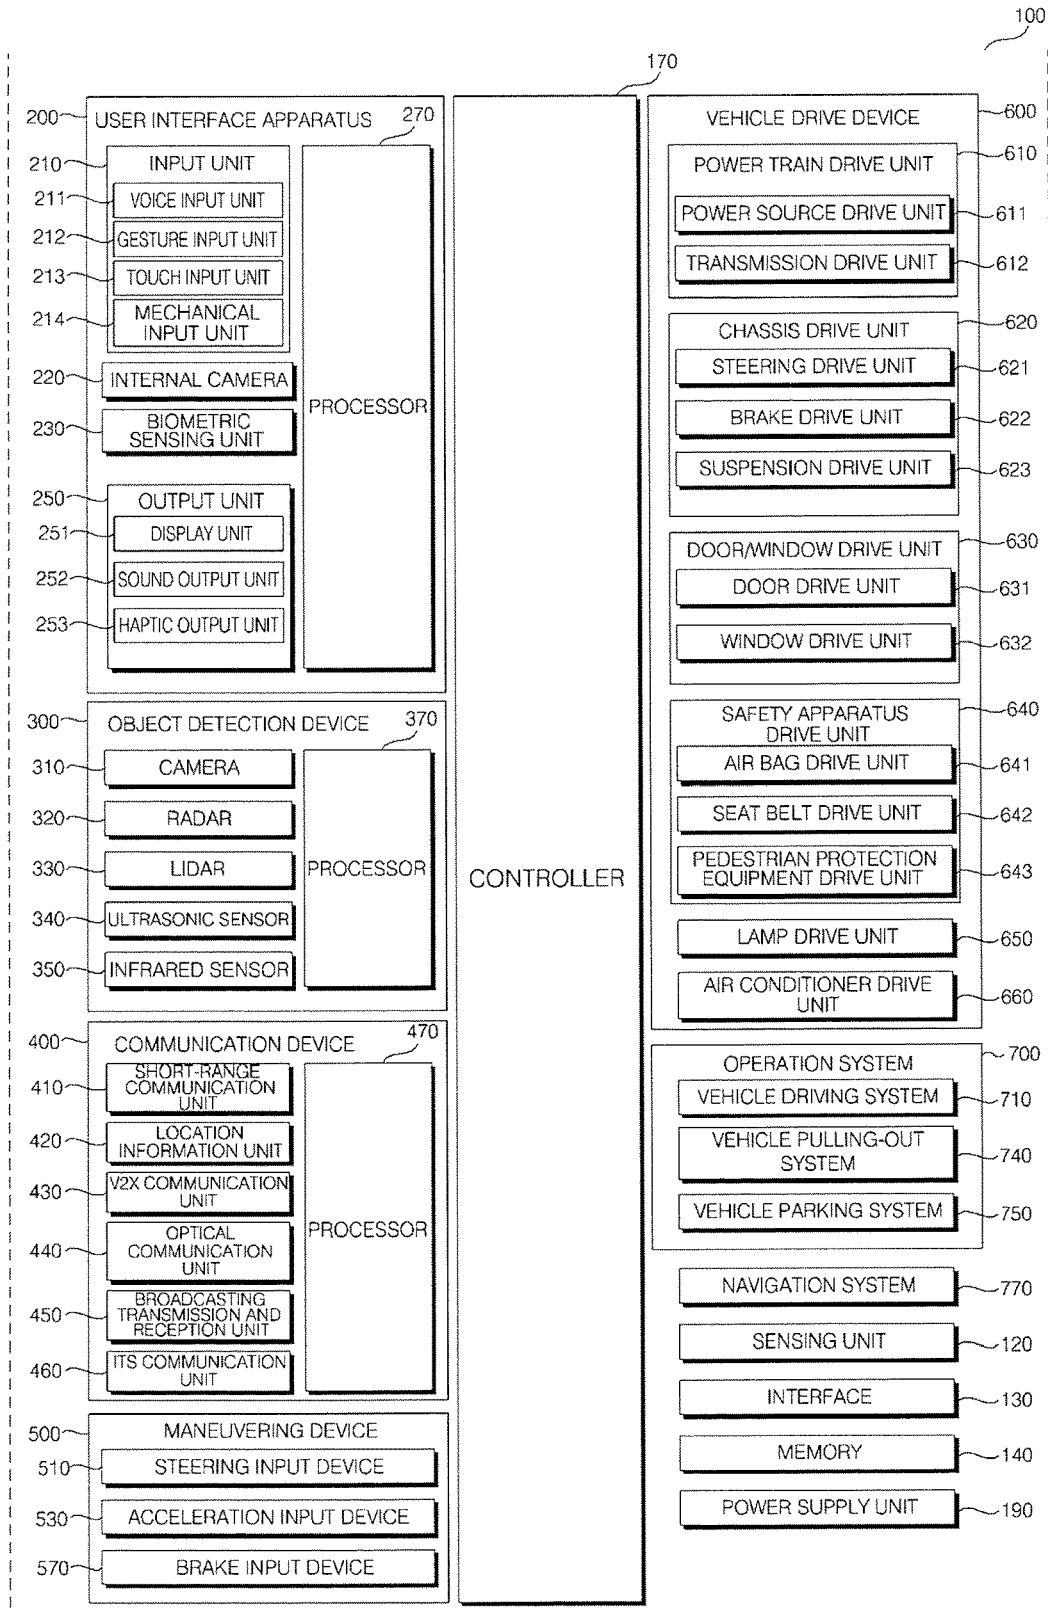 100
170
200
USER INTERFACE APPARATUS
270
210
INPUT UNIT
211
VOICE INPUT UNIT
212
GESTURE INPUT UNIT
213
TOUCH INPUT UNIT
214
MECHANICAL
INPUT UNIT
220
INTERNAL CAMERA
230
BIOMETRIC
SENSING UNIT
PROCESSOR
250
OUTPUT UNIT
251
DISPLAY UNIT
252
SOUND OUTPUT UNIT
253
HAPTIC OUTPUT UNIT
300
OBJECT DETECTION DEVICE
370
310
CAMERA
320
RADAR
330
LIDAR
PROCESSOR
340
ULTRASONIC SENSOR
350
INFRARED SENSOR
400
COMMUNICATION DEVICE
470
410
SHORT-RANGE
COMMUNICATION
UNIT
420
LOCATION
INFORMATION UNIT
430
V2X COMMUNICATION
UNIT
PROCESSOR
440
OPTICAL
COMMUNICATION
UNIT
450
BROADCASTING
TRANSMISSION AND
RECEPTION UNIT
460
ITS COMMUNICATION
UNIT
500
MANEUVERING DEVICE
510
STEERING INPUT DEVICE
530
ACCELERATION INPUT DEVICE
570
BRAKE INPUT DEVICE
CONTROLLER
VEHICLE DRIVE DEVICE
600
POWER TRAIN DRIVE UNIT
610
POWER SOURCE DRIVE UNIT
611
TRANSMISSION DRIVE UNIT
612
CHASSIS DRIVE UNIT
620
STEERING DRIVE UNIT
621
BRAKE DRIVE UNIT
622
SUSPENSION DRIVE UNIT
623
DOOR/WINDOW DRIVE UNIT
630
DOOR DRIVE UNIT
631
WINDOW DRIVE UNIT
632
SAFETY APPARATUS
DRIVE UNIT
640
AIR BAG DRIVE UNIT
641
SEAT BELT DRIVE UNIT
642
PEDESTRIAN PROTECTION
EQUIPMENT DRIVE UNIT
643
LAMP DRIVE UNIT
650
AIR CONDITIONER DRIVE
UNIT
660
OPERATION SYSTEM
700
VEHICLE DRIVING SYSTEM
710
VEHICLE PULLING-OUT
SYSTEM
740
VEHICLE PARKING SYSTEM
750
NAVIGATION SYSTEM
770
SENSING UNIT
120
INTERFACE
130
MEMORY
140
POWER SUPPLY UNIT
190